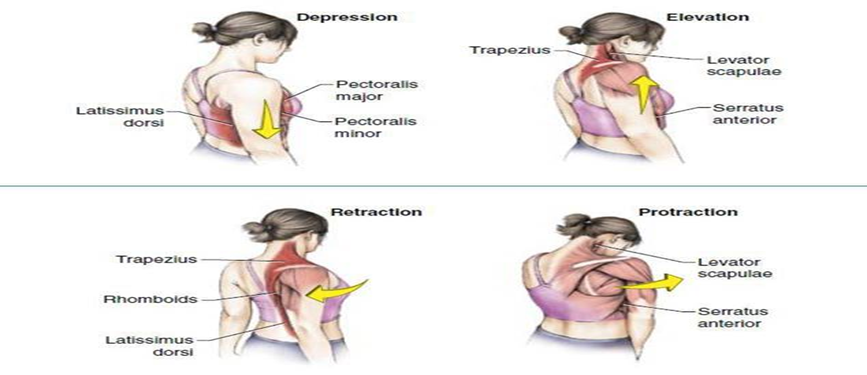 Depression
Pectoralis
major
Latissimus
dorsi
Pectoralis
minor
Elevation
Trapezius
Levator
scapulae
Serratus
anterior
Retraction
Trapezius
Rhomboids
Latissimus
dorsi
Protraction
Levator
scapulae
Serratus
anterior